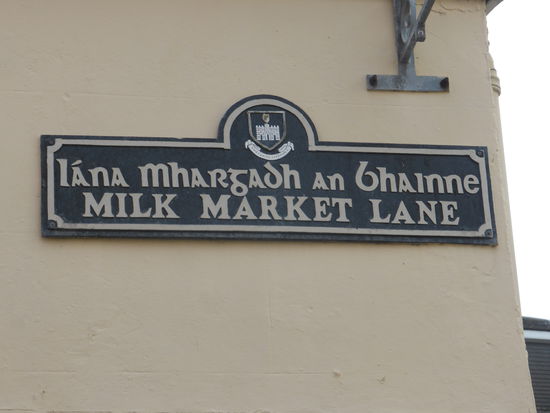 Lána Mhargadh an Bhainne
MILK MARKET LANE